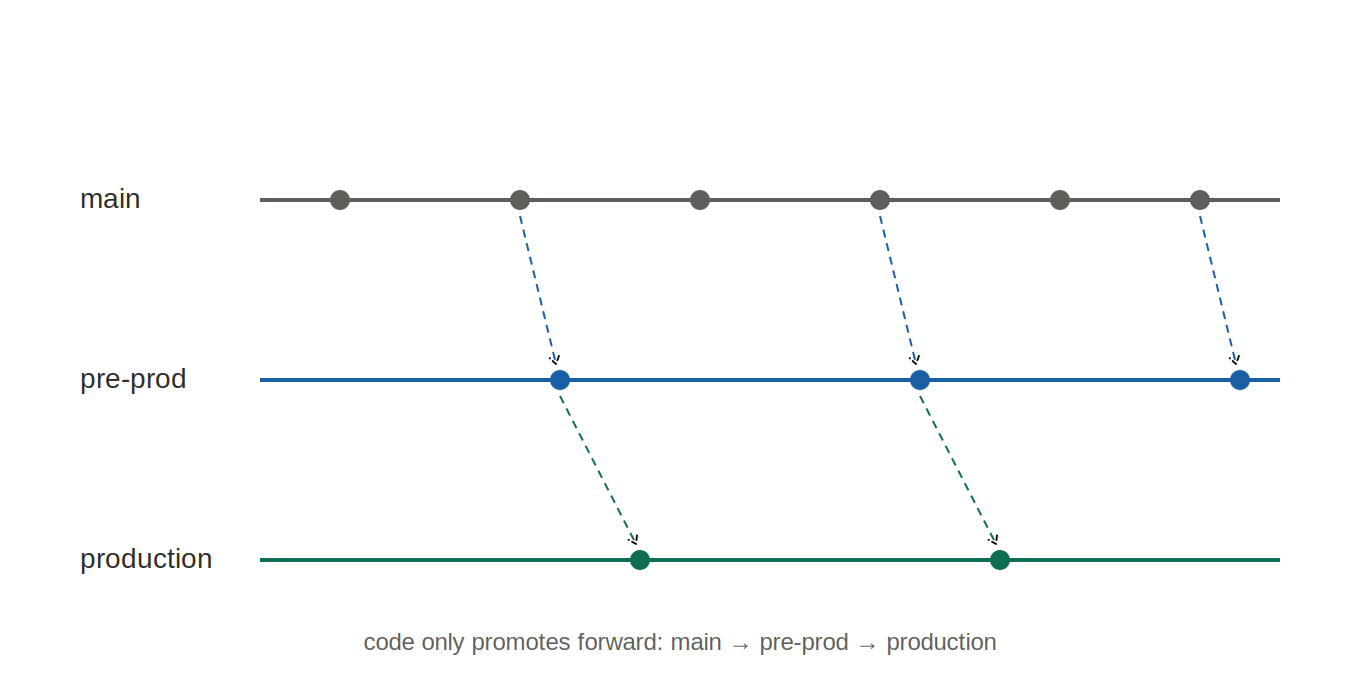 main
pre-prod
production
code only promotes forward: main → pre-prod → production